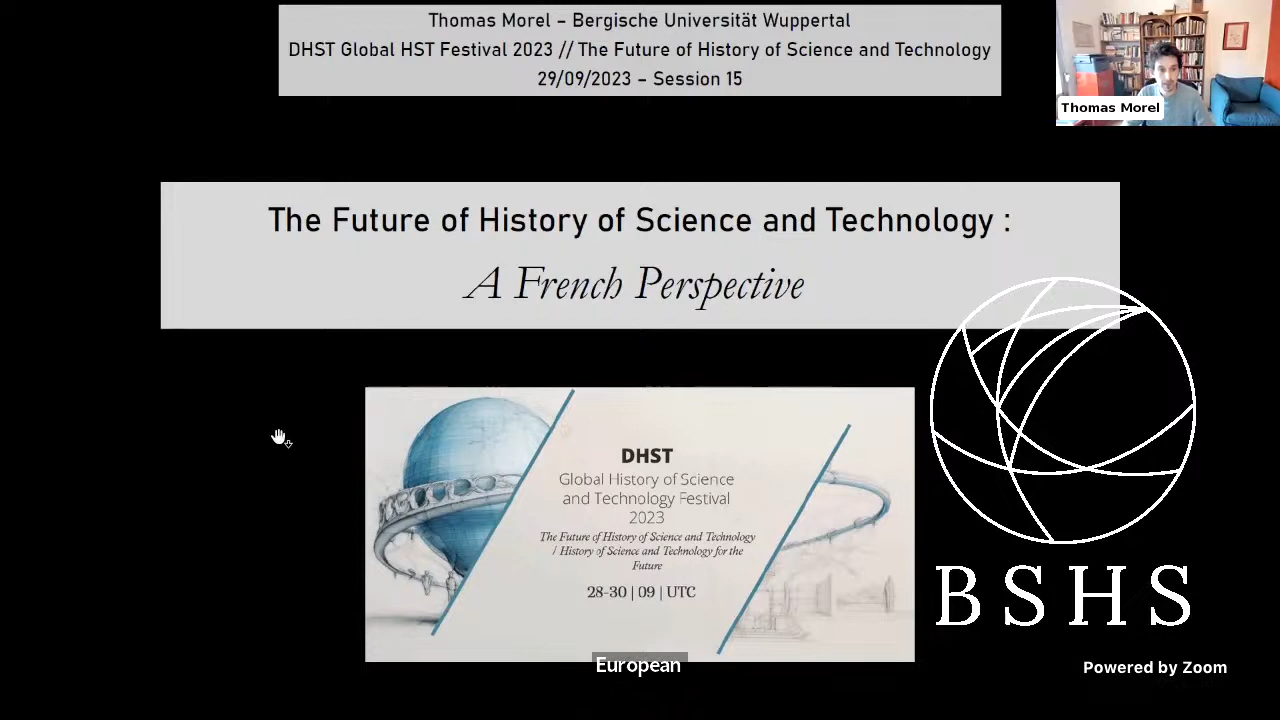 Thomas Morel – Bergische Universität Wuppertal
DHST Global HST Festival 2023 // The Future of History of Science and Technology
29/09/2023 – Session 15
Thomas Morel
The Future of History of Science and Technology :
A French Perspective
DHST
Global History of Science
and Technology Festival
2023
The Future of History of Science and Technology
/ History of Science and Technology for the
Future
28-30 | 09 | UTC
BSHS
European
Powered by Zoom